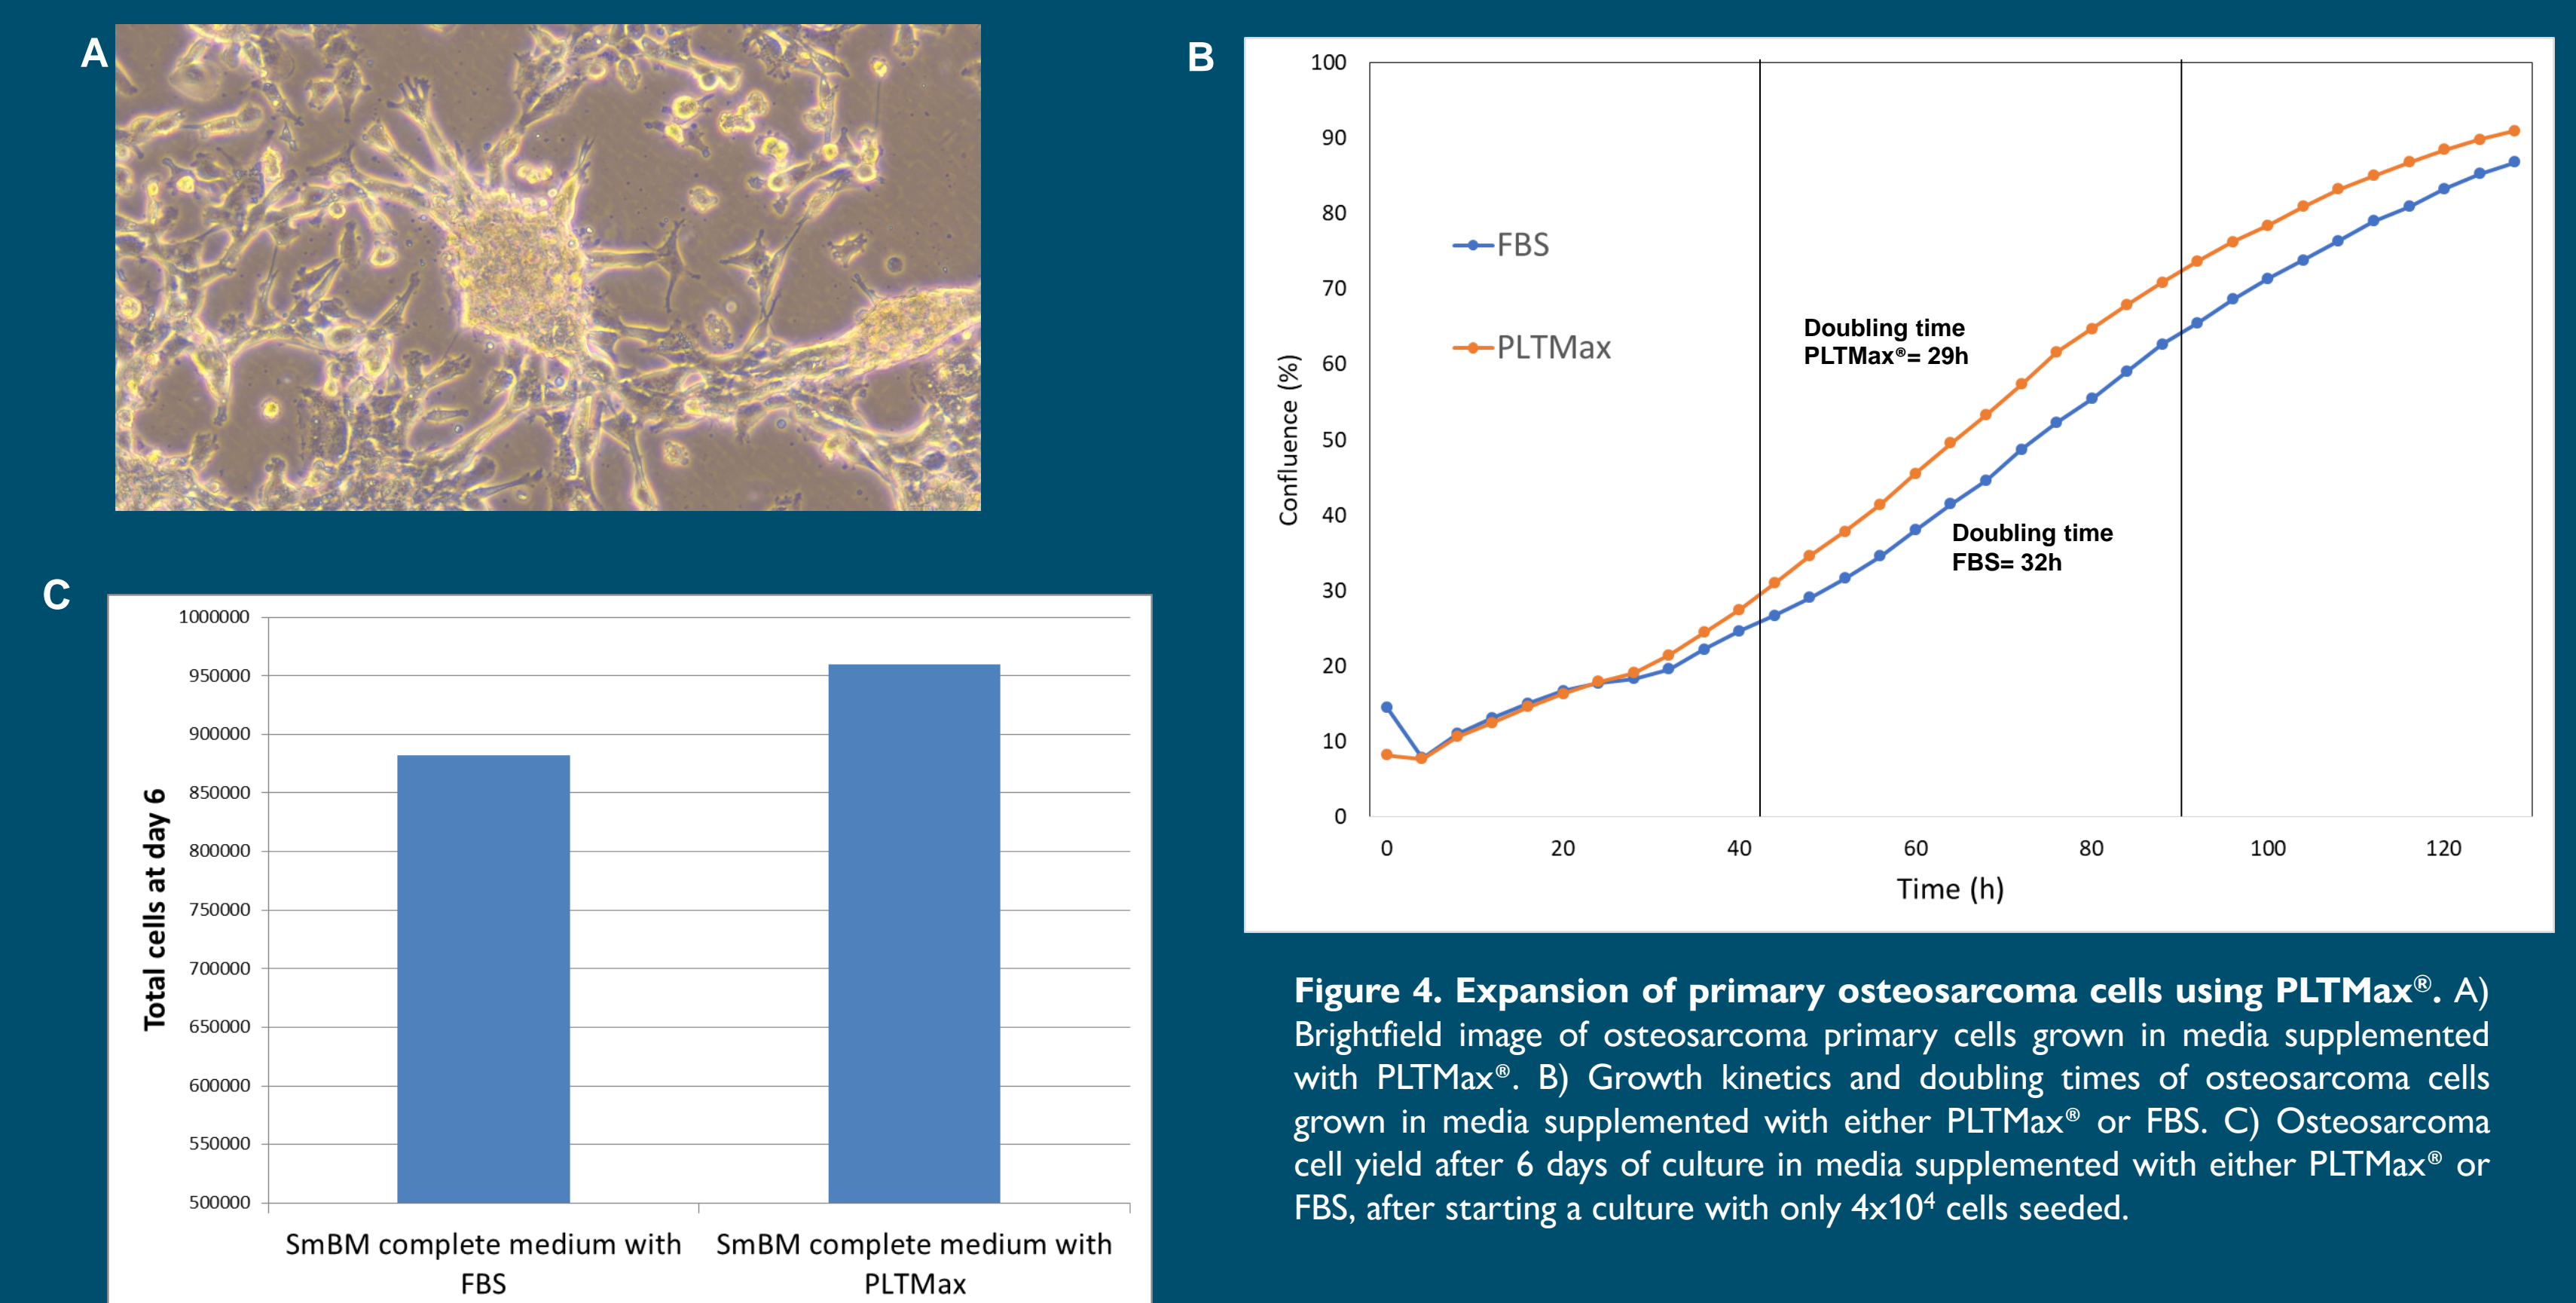 A
B
100
90
80
70
60
50
40
30
20
10
0
Confluence (%)
FBS
PLTMax
Doubling time
PLTMax®= 29h
Doubling time
FBS= 32h
0 20 40 60 80 100 120
Time (h)
C
1000000
950000
900000
850000
800000
750000
700000
650000
600000
550000
500000
Total cells at day 6
SmBM complete medium with
FBS
SmBM complete medium with
PLTMax
Figure 4. Expansion of primary osteosarcoma cells using PLTMax®. A)
Brightfield image of osteosarcoma primary cells grown in media supplemented
with PLTMax®. B) Growth kinetics and doubling times of osteosarcoma cells
grown in media supplemented with either PLTMax® or FBS. C) Osteosarcoma
cell yield after 6 days of culture in media supplemented with either PLTMax® or
FBS, after starting a culture with only 4x10⁴ cells seeded.